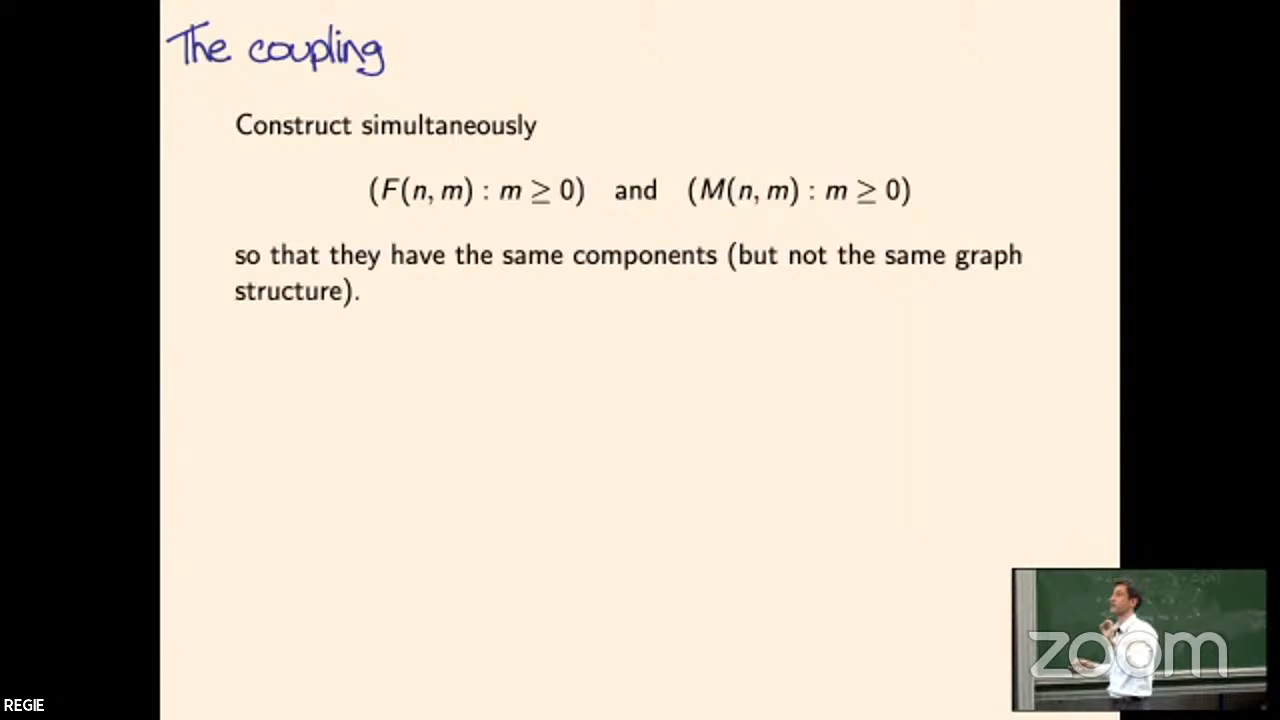 The coupling
Construct simultaneously
(F(n, m) : m ≥ 0) and (M(n, m) : m ≥ 0)
so that they have the same components (but not the same graph
structure).
zoom
REGIE